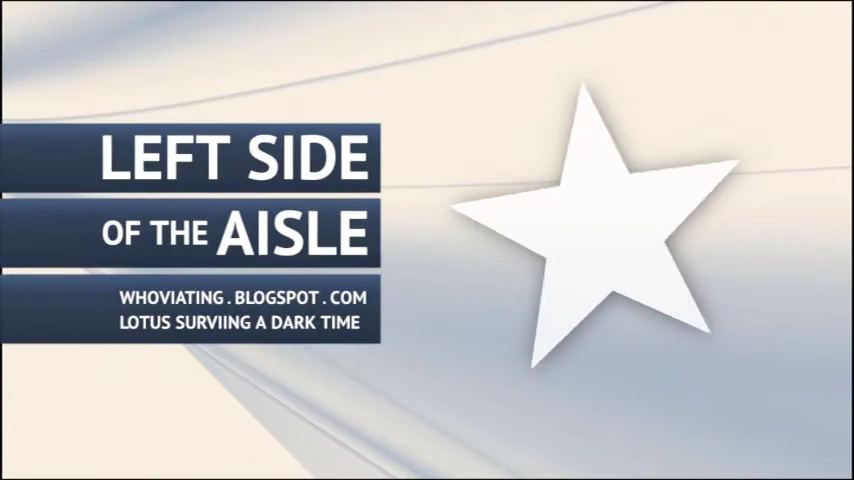 LEFT SIDE
OF THE AISLE
WHOVIATING . BLOGSPOT . COM
LOTUS SURVIING A DARK TIME